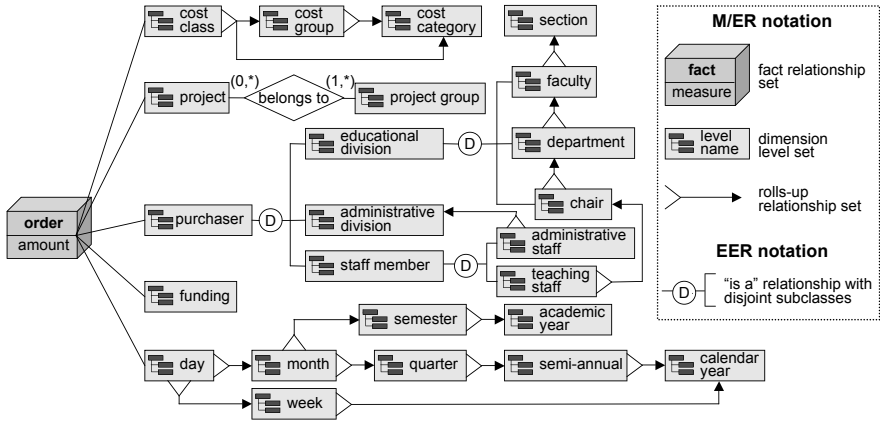 cost
class
cost
group
cost
category
section
project
(0,*)
belongs to
(1,*)
project group
faculty
educational
division
D
department
chair
order
amount
purchaser
D
administrative
division
administrative
staff
staff member
D
teaching
staff
funding
semester
academic
year
day
month
quarter
semi-annual
calendar
year
week
M/ER notation
fact
measure
fact relationship
set
level
name
dimension
level set
rolls-up
relationship set
EER notation
D
“is a” relationship with
disjoint subclasses